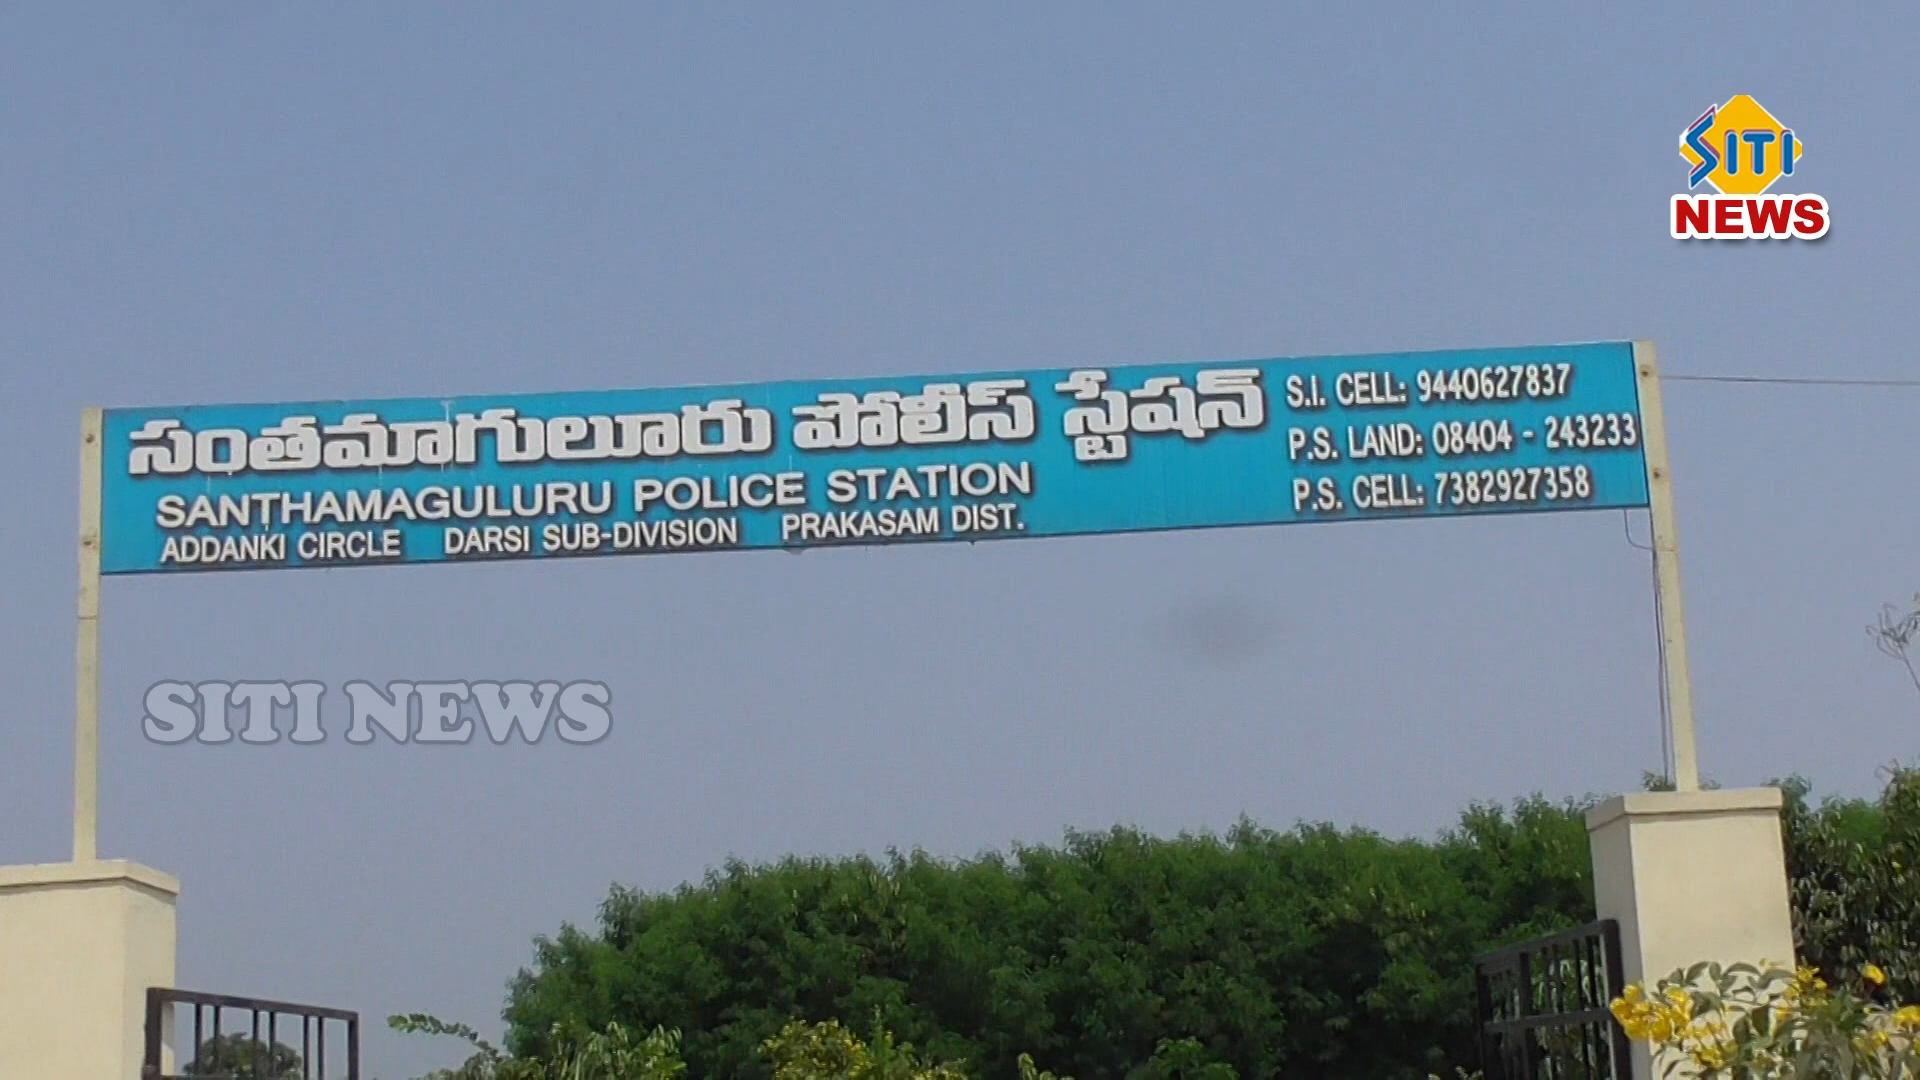 SITI
NEWS
సంతమాగులూరు పోలీస్ స్టేషన్
SANTHAMAGULURU POLICE STATION
ADDANKI CIRCLE DARSI SUB-DIVISION PRAKASAM DIST.
S.I. CELL: 9440627837
P.S. LAND: 08404 - 243233
P.S. CELL: 7382927358
SITI NEWS